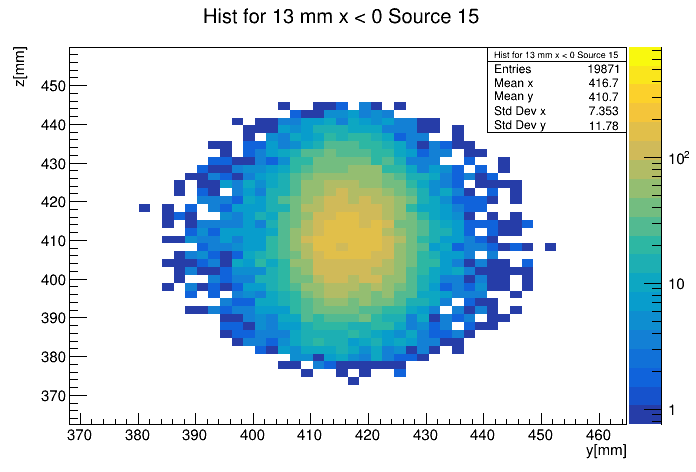 Hist for 13 mm x < 0 Source 15
z[mm]
Hist for 13 mm x < 0 Source 15
Entries 19871
Mean x 416.7
Mean y 410.7
Std Dev x 7.353
Std Dev y 11.78
450
440
430
420
410
400
390
380
370
10²
10
1
370 380 390 400 410 420 430 440 450 460
y[mm]